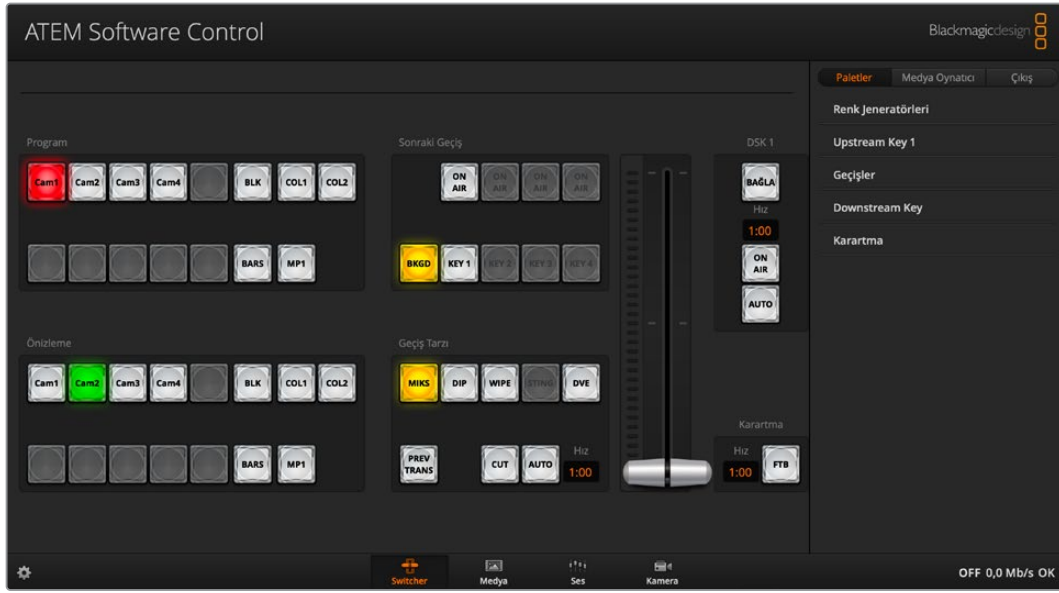 ATEM Software Control
Blackmagicdesign
Paletler Medya Oynatıcı Çıkış
Renk Jeneratörleri
Upstream Key 1
Geçişler
Downstream Key
Karartma
Program
Cam1 Cam2 Cam3 Cam4 BLK COL1 COL2
BARS MP1
Sonraki Geçiş
ON AIR ON AIR ON AIR ON AIR
BKGD KEY 1 KEY 2 KEY 3 KEY 4
DSK 1
BAĞLA
Hız
1:00
ON AIR
AUTO
Önizleme
Cam1 Cam2 Cam3 Cam4 BLK COL1 COL2
BARS MP1
Geçiş Tarzı
MIKS DIP WIPE STING DVE
PREV TRANS CUT AUTO Hız 1:00
Karartma
Hız 1:00 FTB
Switcher Medya Ses Kamera
OFF 0,0 Mb/s OK